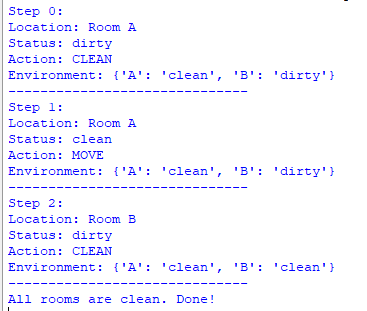 Step 0:
Location: Room A
Status: dirty
Action: CLEAN
Environment: {'A': 'clean', 'B': 'dirty'}
------------------------------
Step 1:
Location: Room A
Status: clean
Action: MOVE
Environment: {'A': 'clean', 'B': 'dirty'}
------------------------------
Step 2:
Location: Room B
Status: dirty
Action: CLEAN
Environment: {'A': 'clean', 'B': 'clean'}
------------------------------
All rooms are clean. Done!